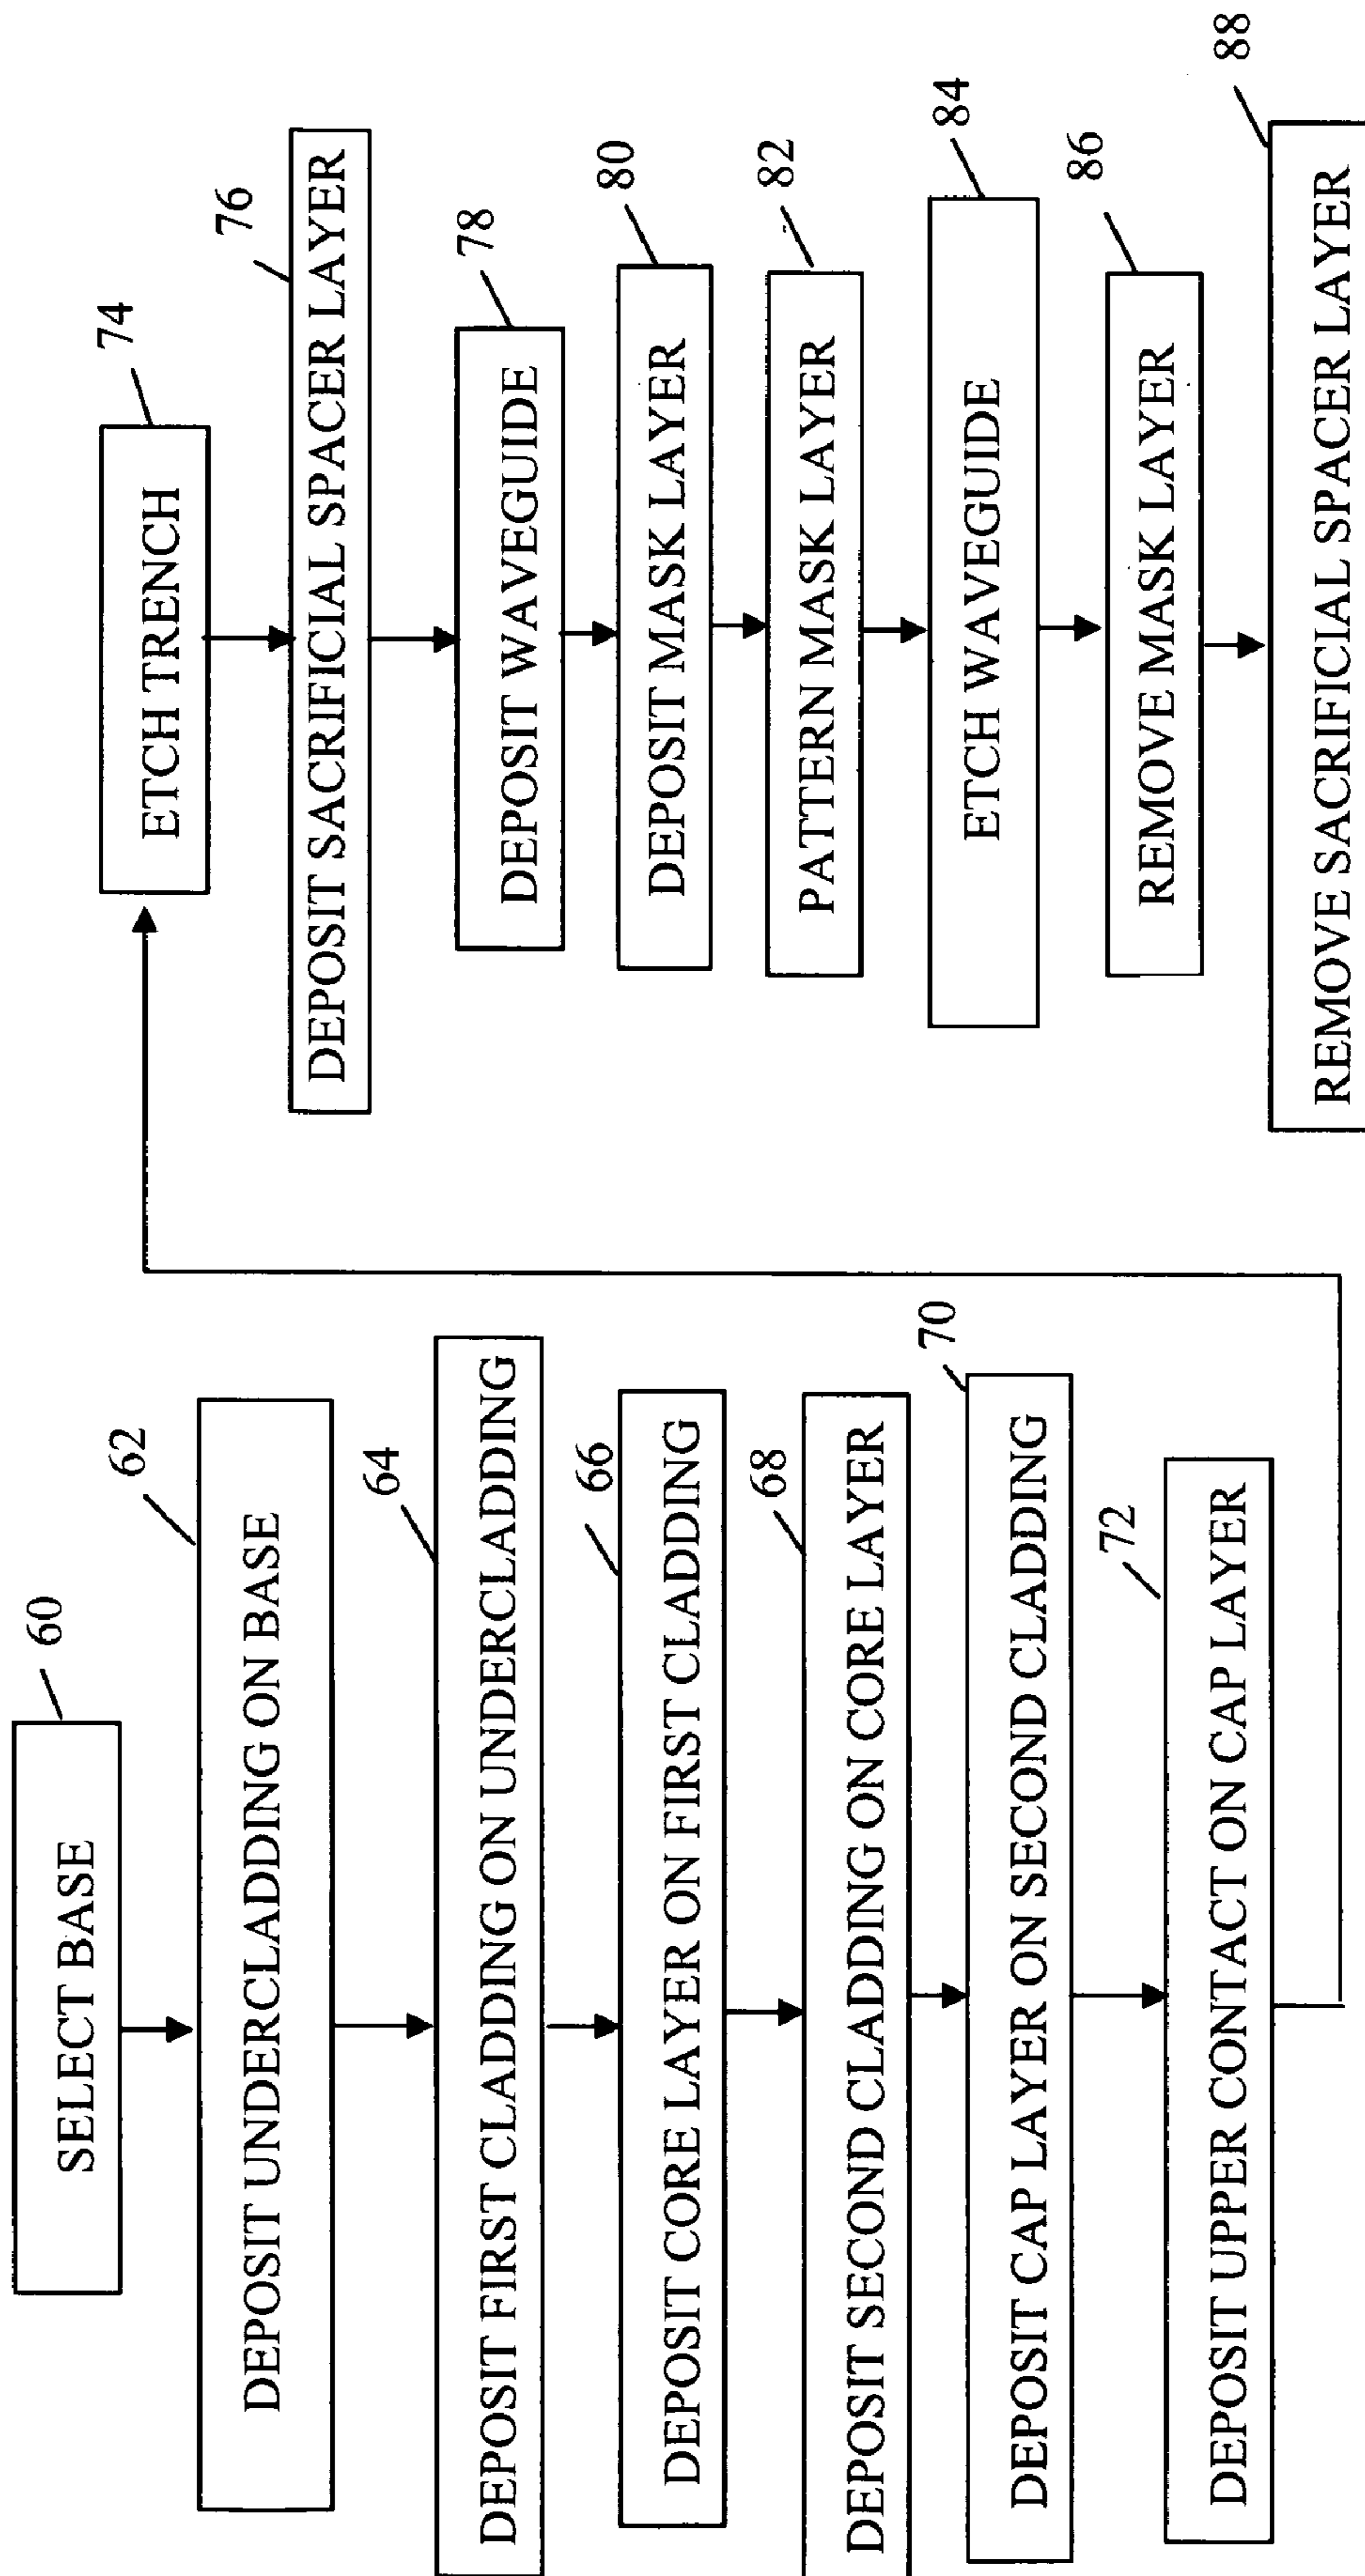 60
SELECT BASE
62
DEPOSIT UNDERCLADDING ON BASE
64
DEPOSIT FIRST CLADDING ON UNDERCLADDING
66
DEPOSIT CORE LAYER ON FIRST CLADDING
68
DEPOSIT SECOND CLADDING ON CORE LAYER
70
DEPOSIT CAP LAYER ON SECOND CLADDING
72
DEPOSIT UPPER CONTACT ON CAP LAYER
74
ETCH TRENCH
76
DEPOSIT SACRIFICIAL SPACER LAYER
78
DEPOSIT WAVEGUIDE
80
DEPOSIT MASK LAYER
82
PATTERN MASK LAYER
84
ETCH WAVEGUIDE
86
REMOVE MASK LAYER
88
REMOVE SACRIFICIAL SPACER LAYER